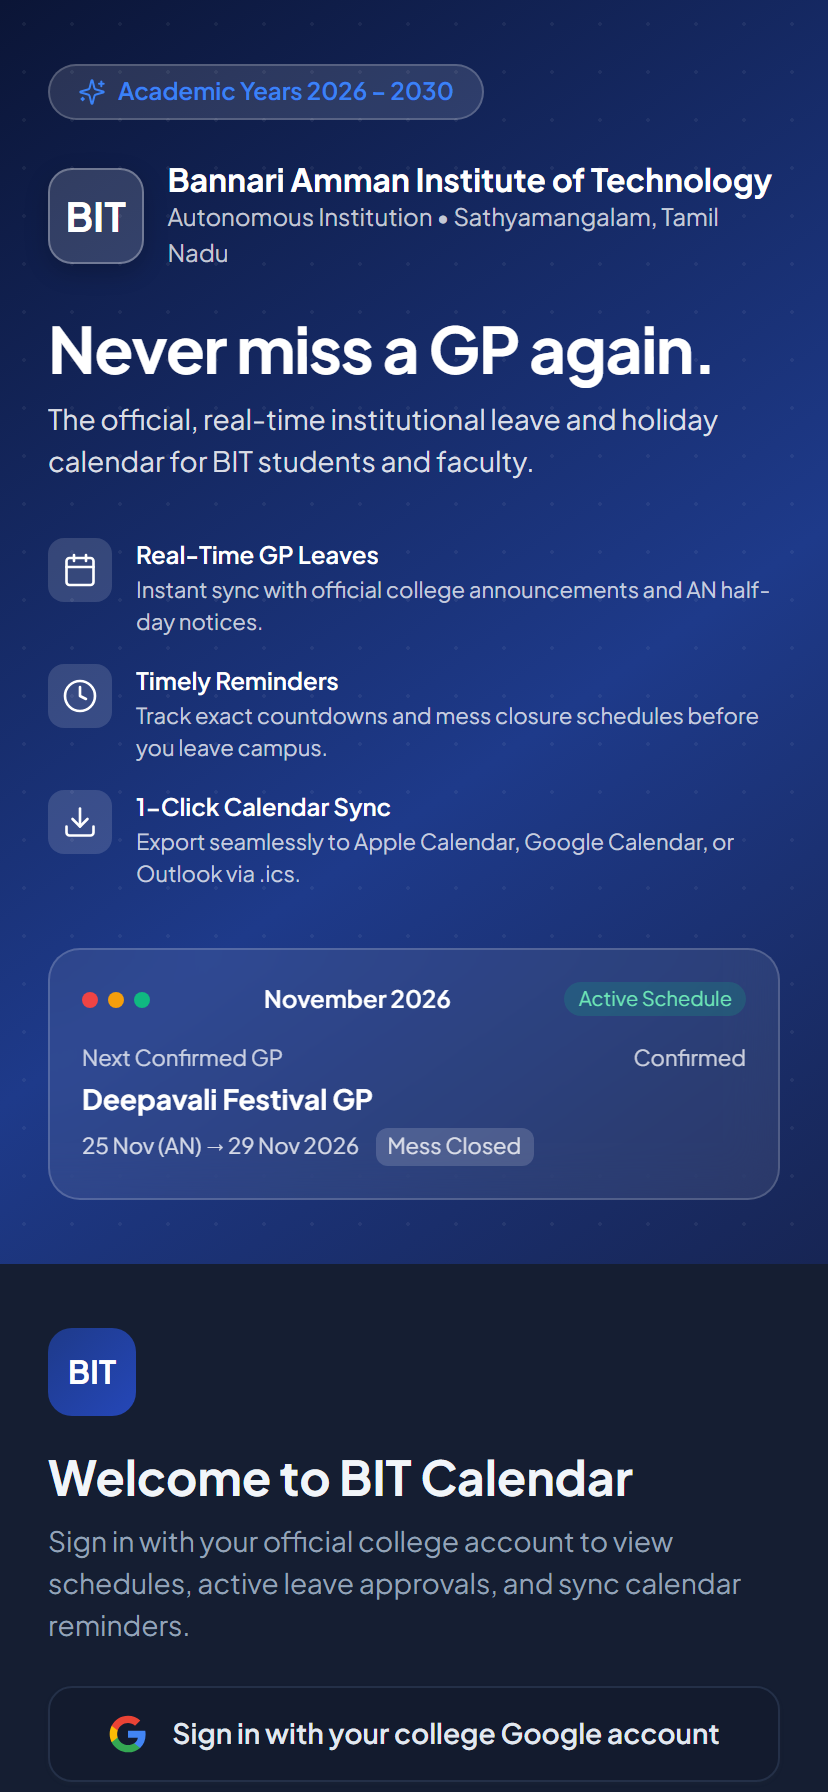 Academic Years 2026 – 2030
BIT
Bannari Amman Institute of Technology
Autonomous Institution • Sathyamangalam, Tamil
Nadu
Never miss a GP again.
The official, real-time institutional leave and holiday
calendar for BIT students and faculty.
Real-Time GP Leaves
Instant sync with official college announcements and AN half-
day notices.
Timely Reminders
Track exact countdowns and mess closure schedules before
you leave campus.
1-Click Calendar Sync
Export seamlessly to Apple Calendar, Google Calendar, or
Outlook via .ics.
November 2026
Active Schedule
Next Confirmed GP
Confirmed
Deepavali Festival GP
25 Nov (AN) → 29 Nov 2026
Mess Closed
BIT
Welcome to BIT Calendar
Sign in with your official college account to view
schedules, active leave approvals, and sync calendar
reminders.
Sign in with your college Google account